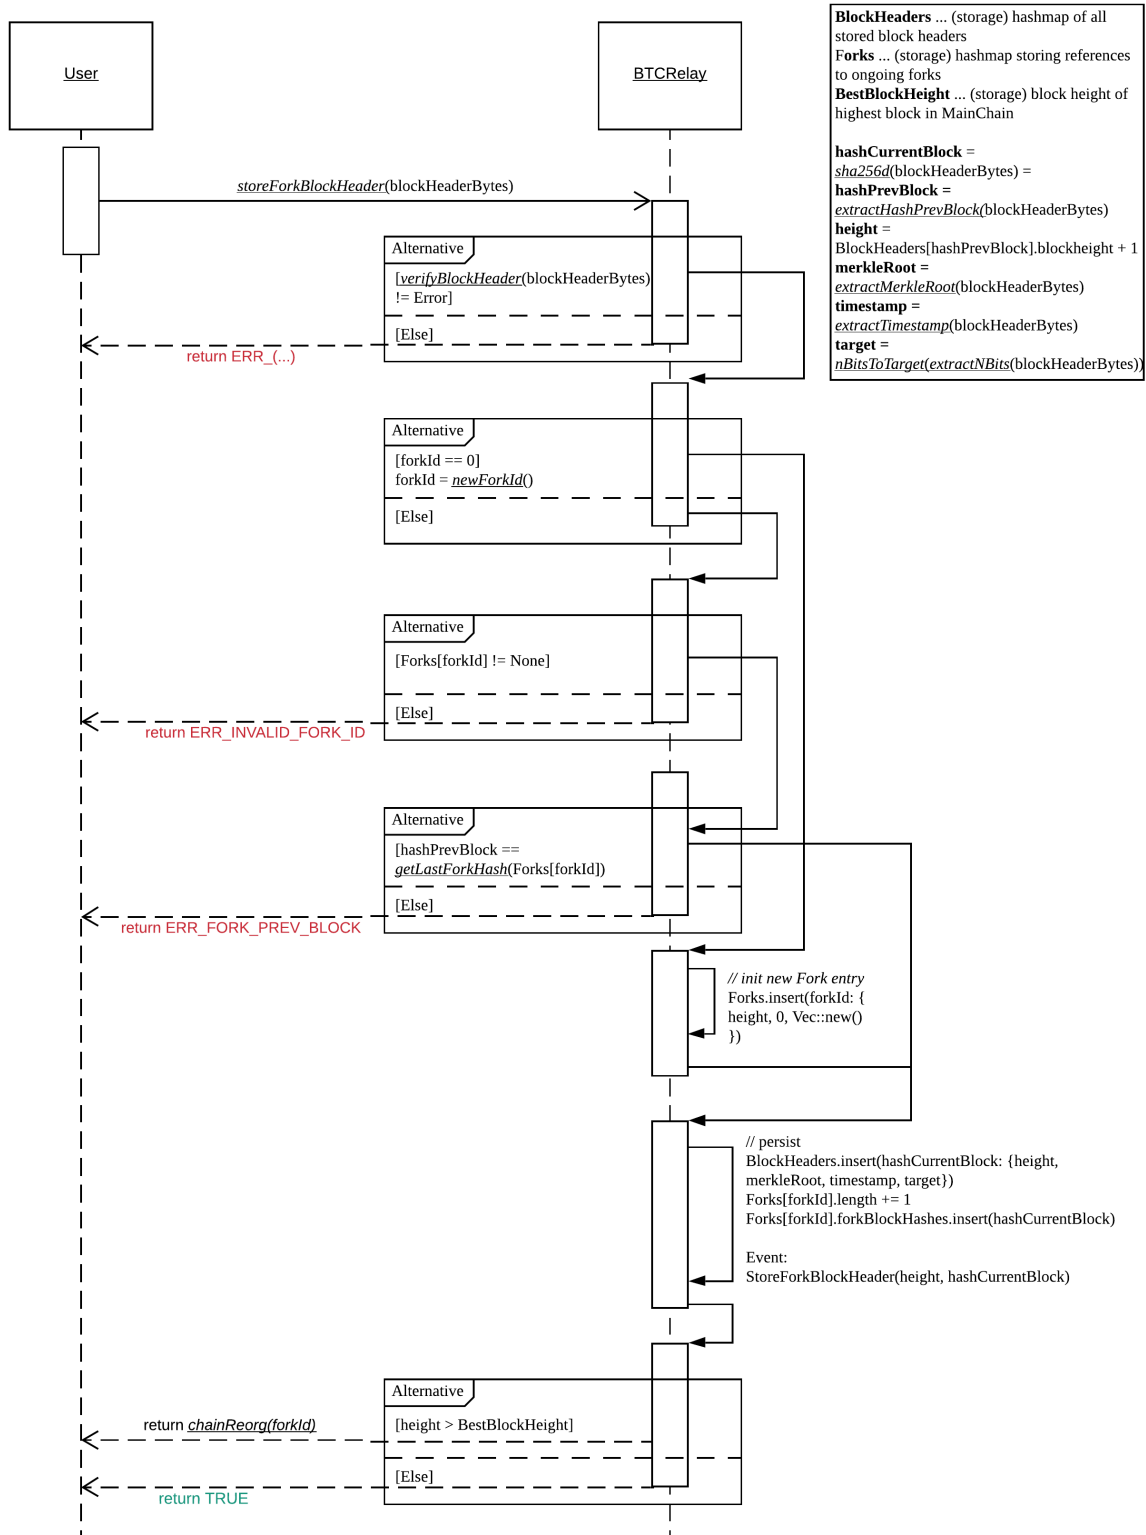 User
BTCRelay
BlockHeaders ... (storage) hashmap of all
stored block headers
Forks ... (storage) hashmap storing references
to ongoing forks
BestBlockHeight ... (storage) block height of
highest block in MainChain
hashCurrentBlock =
sha256d(blockHeaderBytes) =
hashPrevBlock =
extractHashPrevBlock(blockHeaderBytes)
height =
BlockHeaders[hashPrevBlock].blockheight + 1
merkleRoot =
extractMerkleRoot(blockHeaderBytes)
timestamp =
extractTimestamp(blockHeaderBytes)
target =
nBitsToTarget(extractNBits(blockHeaderBytes))
storeForkBlockHeader(blockHeaderBytes)
Alternative
[verifyBlockHeader(blockHeaderBytes)
!= Error]
[Else]
return ERR_(...)
Alternative
[forkId == 0]
forkId = newForkId()
[Else]
Alternative
[Forks[forkId] != None]
[Else]
return ERR_INVALID_FORK_ID
Alternative
[hashPrevBlock ==
getLastForkHash(Forks[forkId])
[Else]
return ERR_FORK_PREV_BLOCK
// init new Fork entry
Forks.insert(forkId: {
height, 0, Vec::new()
})
// persist
BlockHeaders.insert(hashCurrentBlock: {height,
merkleRoot, timestamp, target})
Forks[forkId].length += 1
Forks[forkId].forkBlockHashes.insert(hashCurrentBlock)
Event:
StoreForkBlockHeader(height, hashCurrentBlock)
Alternative
[height > BestBlockHeight]
return chainReorg(forkId)
[Else]
return TRUE